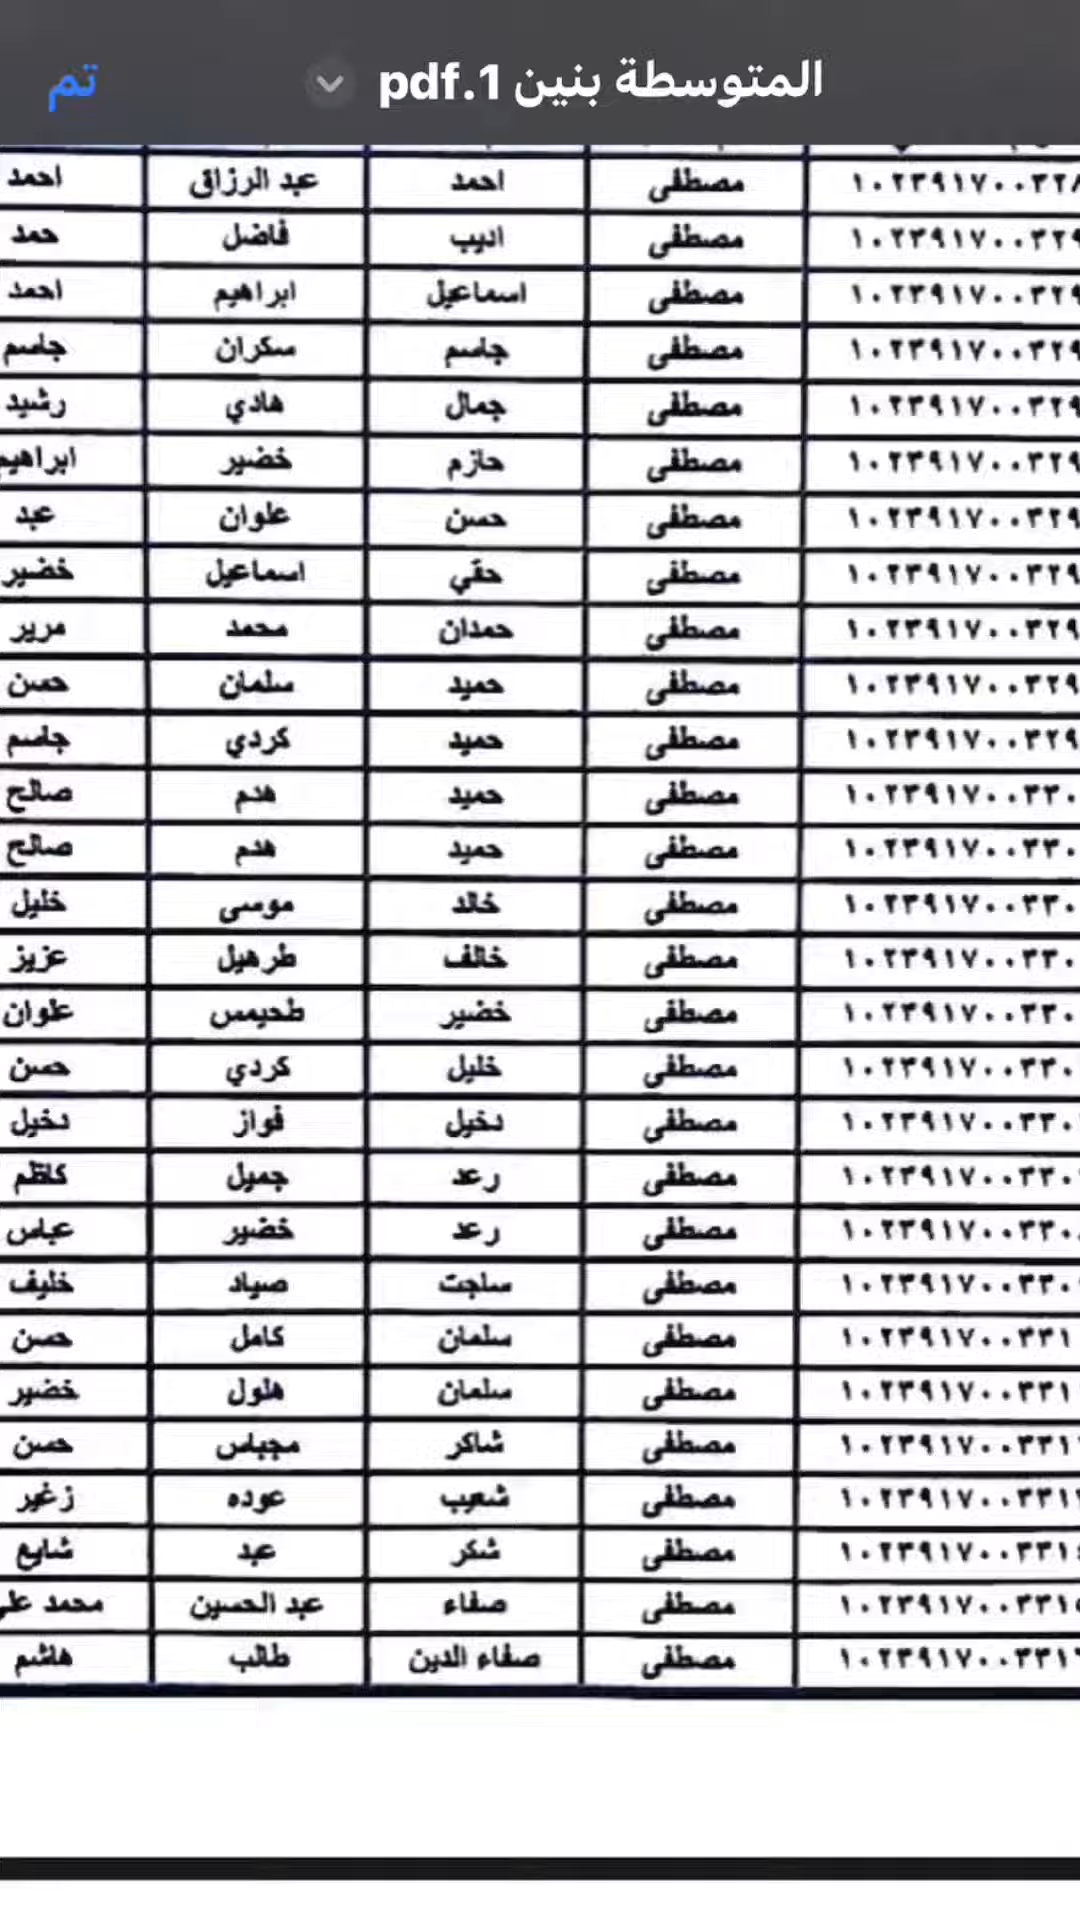 المتوسطة بنين 1.pdf
تم
١٠٢٣٩١٧٠٠٣٢٨ مصطفى احمد عبد الرزاق احمد
١٠٢٣٩١٧٠٠٣٢٩ مصطفى اديب فاضل حمد
١٠٢٣٩١٧٠٠٣٢٩ مصطفى اسماعيل ابراهيم احمد
١٠٢٣٩١٧٠٠٣٢٩ مصطفى جاسم سكران جاسم
١٠٢٣٩١٧٠٠٣٢٩ مصطفى جمال هادي رشيد
١٠٢٣٩١٧٠٠٣٢٩ مصطفى حازم خضير ابراهيم
١٠٢٣٩١٧٠٠٣٢٩ مصطفى حسن علوان عبد
١٠٢٣٩١٧٠٠٣٢٩ مصطفى حقي اسماعيل خضير
١٠٢٣٩١٧٠٠٣٢٩ مصطفى حمدان محمد مرير
١٠٢٣٩١٧٠٠٣٢٩ مصطفى حميد سلمان حسن
١٠٢٣٩١٧٠٠٣٢٩ مصطفى حميد كردي جاسم
١٠٢٣٩١٧٠٠٣٣٠ مصطفى حميد هدم صالح
١٠٢٣٩١٧٠٠٣٣٠ مصطفى حميد هدم صالح
١٠٢٣٩١٧٠٠٣٣٠ مصطفى خالد موسى خليل
١٠٢٣٩١٧٠٠٣٣٠ مصطفى خالف طرهيل عزيز
١٠٢٣٩١٧٠٠٣٣٠ مصطفى خضير طحيمس علوان
١٠٢٣٩١٧٠٠٣٣٠ مصطفى خليل كردي حسن
١٠٢٣٩١٧٠٠٣٣٠ مصطفى دخيل فواز دخيل
١٠٢٣٩١٧٠٠٣٣٠ مصطفى رعد جميل كاظم
١٠٢٣٩١٧٠٠٣٣٠ مصطفى رعد خضير عباس
١٠٢٣٩١٧٠٠٣٣٠ مصطفى ساجت صياد خليف
١٠٢٣٩١٧٠٠٣٣١ مصطفى سلمان كامل حسن
١٠٢٣٩١٧٠٠٣٣١ مصطفى سلمان هلول خضير
١٠٢٣٩١٧٠٠٣٣١ مصطفى شاكر مجباس حسن
١٠٢٣٩١٧٠٠٣٣١ مصطفى شعيب عوده زغير
١٠٢٣٩١٧٠٠٣٣١ مصطفى شكر عبد شايع
١٠٢٣٩١٧٠٠٣٣١ مصطفى صفاء عبد الحسين محمد علي
١٠٢٣٩١٧٠٠٣٣١ مصطفى صفاء الدين طالب هاشم